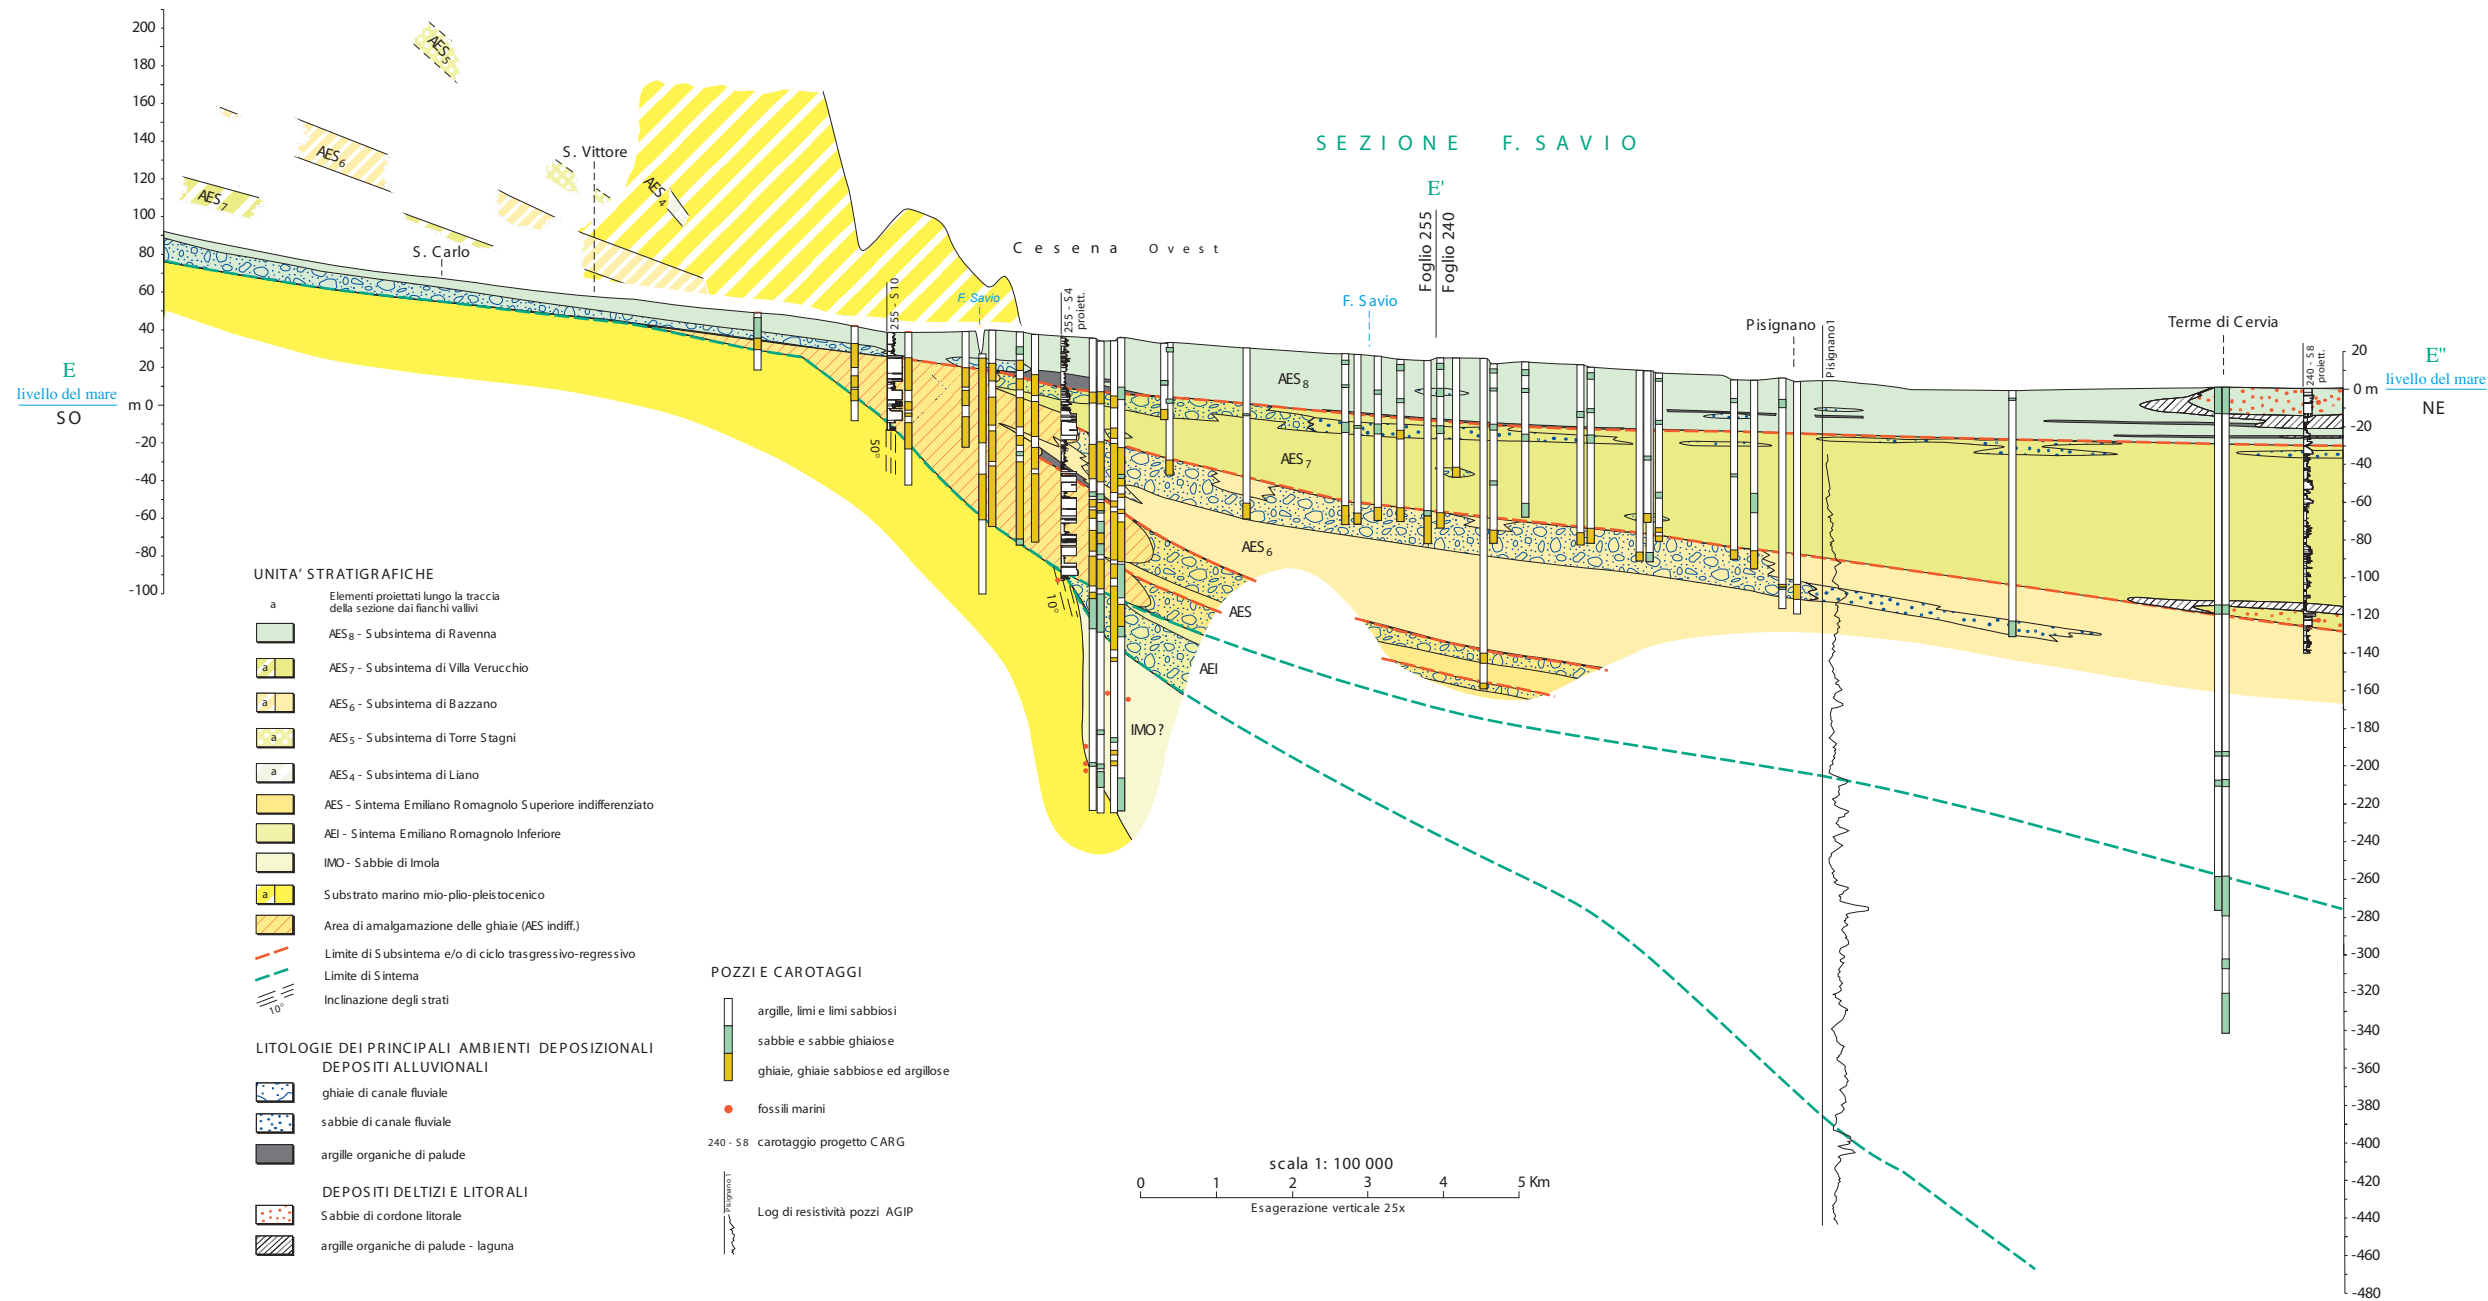 SEZIONE F. SAVIO
E'
Foglio 255
Foglio 240
200
180
160
140
120
100
80
60
40
20
m 0
-20
-40
-60
-80
-100
E
livello del mare
SO
AES5
AES6
AES7
S. Carlo
S. Vittore
AES4
Cesena Ovest
255 - S10
F. Savio
255 - S4
proiett.
F. Savio
Pisignano
Pisignano1
Terme di Cervia
240 - S8
proiett.
AES8
AES7
AES6
AES
AEI
IMO?
50°
10°
20
0 m
-20
-40
-60
-80
-100
-120
-140
-160
-180
-200
-220
-240
-260
-280
-300
-320
-340
-360
-380
-400
-420
-440
-460
-480
E"
livello del mare
NE
UNITA' STRATIGRAFICHE
a Elementi proiettati lungo la traccia
della sezione dai fianchi vallivi
AES8 - Subsintema di Ravenna
a AES7 - Subsintema di Villa Verucchio
a AES6 - Subsintema di Bazzano
a AES5 - Subsintema di Torre Stagni
a AES4 - Subsintema di Liano
AES - Sintema Emiliano Romagnolo Superiore indifferenziato
AEI - Sintema Emiliano Romagnolo Inferiore
IMO - Sabbie di Imola
a Substrato marino mio-plio-pleistocenico
Area di amalgamazione delle ghiaie (AES indiff.)
Limite di Subsintema e/o di ciclo trasgressivo-regressivo
Limite di Sintema
Inclinazione degli strati
10°
LITOLOGIE DEI PRINCIPALI AMBIENTI DEPOSIZIONALI
DEPOSITI ALLUVIONALI
ghiaie di canale fluviale
sabbie di canale fluviale
argille organiche di palude
DEPOSITI DELTIZI E LITORALI
Sabbie di cordone litorale
argille organiche di palude - laguna
POZZI E CAROTAGGI
argille, limi e limi sabbiosi
sabbie e sabbie ghiaiose
ghiaie, ghiaie sabbiose ed argillose
fossili marini
240 - S8 carotaggio progetto CARG
Pisignano 1
Log di resistività pozzi AGIP
scala 1: 100 000
0 1 2 3 4 5 Km
Esagerazione verticale 25x